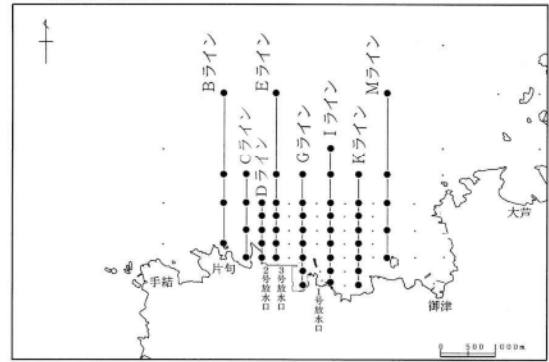 Bライン
Cライン
Dライン
Eライン
Gライン
Iライン
Kライン
Mライン
大芦
手結
片句
2号放水口
3号放水口
1号放水口
御津
0 500 1000m